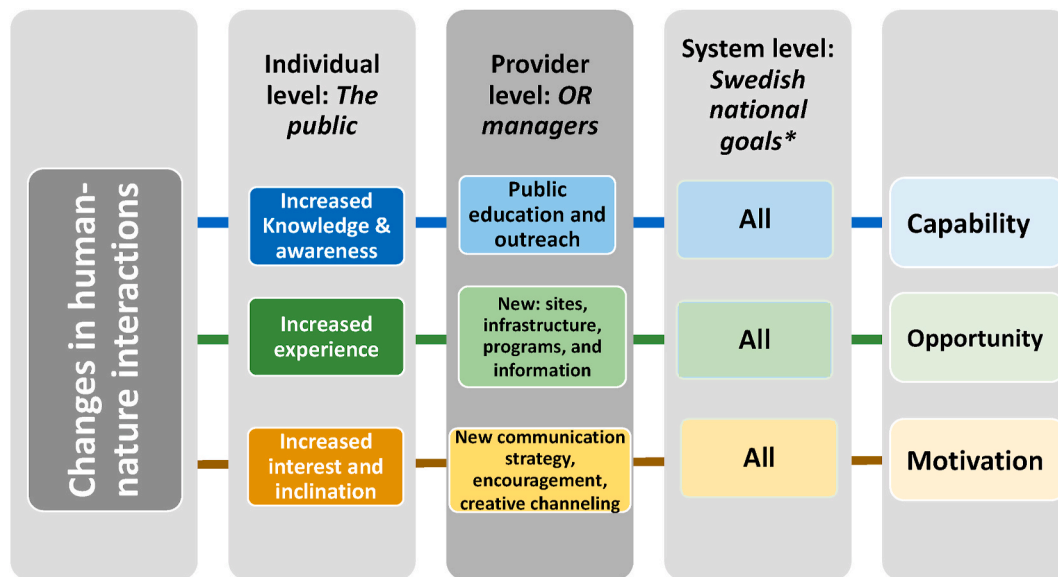 Changes in human-
nature interactions
Individual
level: The
public
Increased
Knowledge &
awareness
Increased
experience
Increased
interest and
inclination
Provider
level: OR
managers
Public
education and
outreach
New: sites,
infrastructure,
programs, and
information
New communication
strategy,
encouragement,
creative channeling
System level:
Swedish
national
goals*
All
All
All
Capability
Opportunity
Motivation